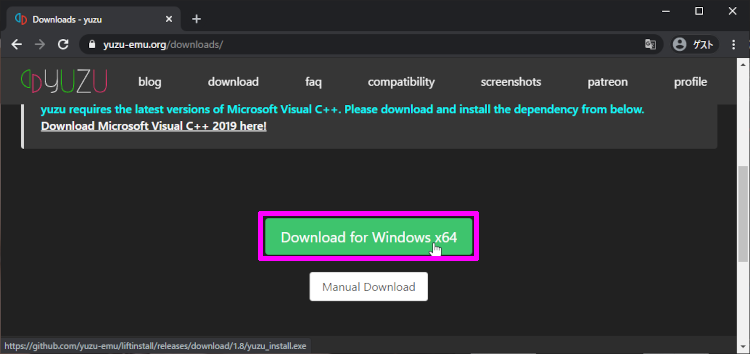 Downloads - yuzu
yuzu-emu.org/downloads/
ゲスト
YUZU
blog
download
faq
compatibility
screenshots
patreon
profile
yuzu requires the latest versions of Microsoft Visual C++. Please download and install the dependency from below.
Download Microsoft Visual C++ 2019 here!
Download for Windows x64
Manual Download
https://github.com/yuzu-emu/liftinstall/releases/download/1.8/yuzu_install.exe